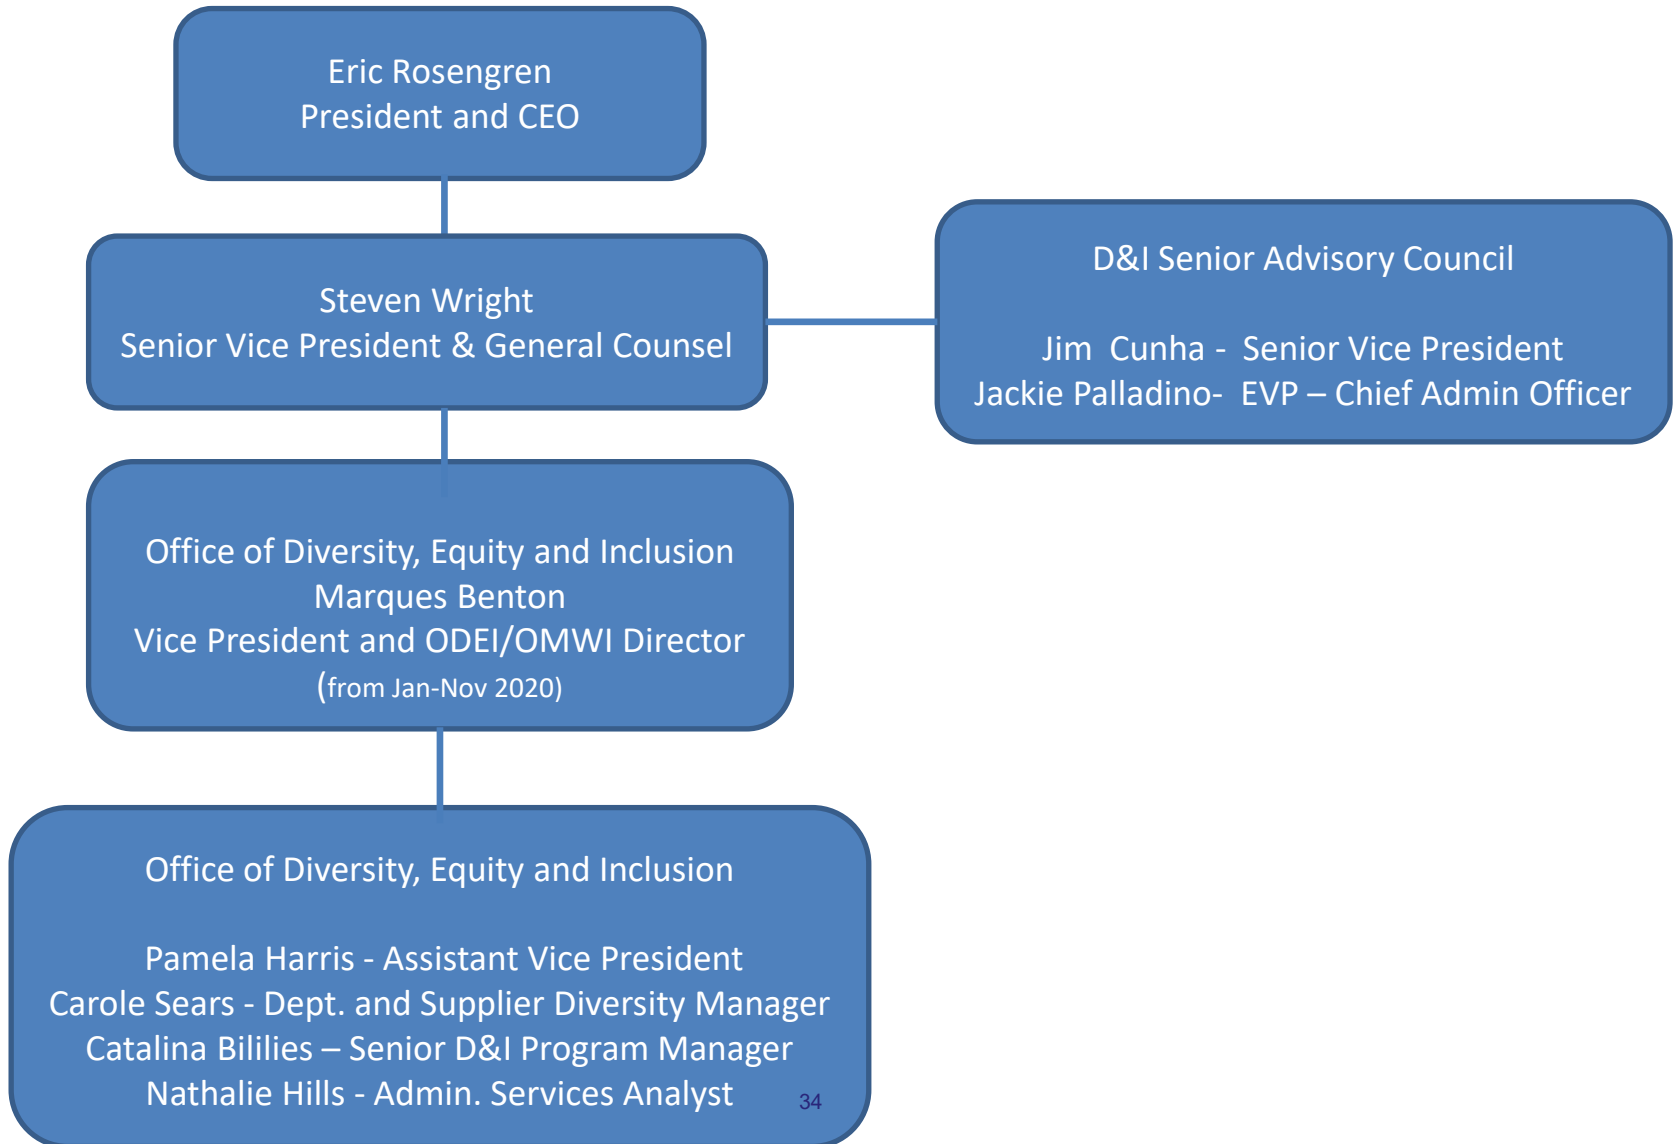 Eric Rosengren
President and CEO
Steven Wright
Senior Vice President & General Counsel
D&I Senior Advisory Council
Jim  Cunha -  Senior Vice President
Jackie Palladino-  EVP – Chief Admin Officer
Office of Diversity, Equity and Inclusion
Marques Benton
Vice President and ODEI/OMWI Director
(from Jan-Nov 2020)
Office of Diversity, Equity and Inclusion
Pamela Harris - Assistant Vice President
Carole Sears - Dept. and Supplier Diversity Manager
Catalina Bililies – Senior D&I Program Manager
Nathalie Hills - Admin. Services Analyst
34